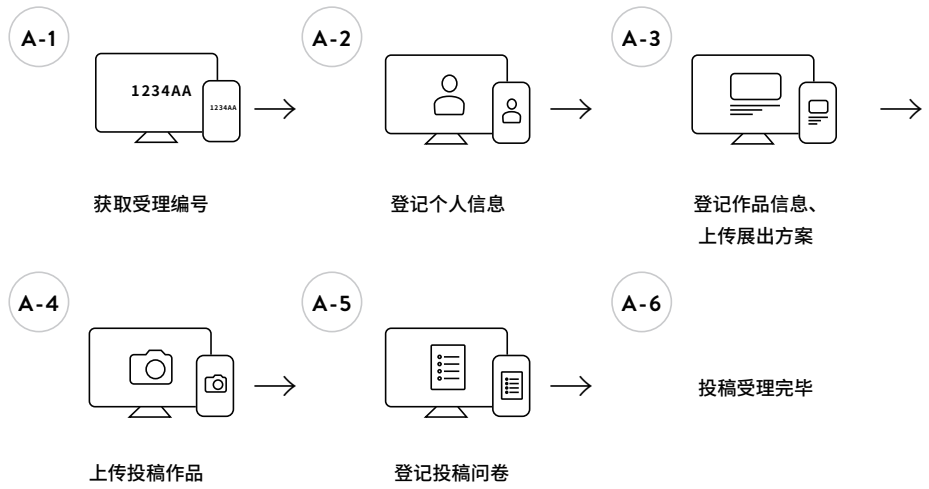 A-1
1234AA
1234AA
获取受理编号
A-2
登记个人信息
A-3
登记作品信息、
上传展出方案
A-4
上传投稿作品
A-5
登记投稿问卷
A-6
投稿受理完毕